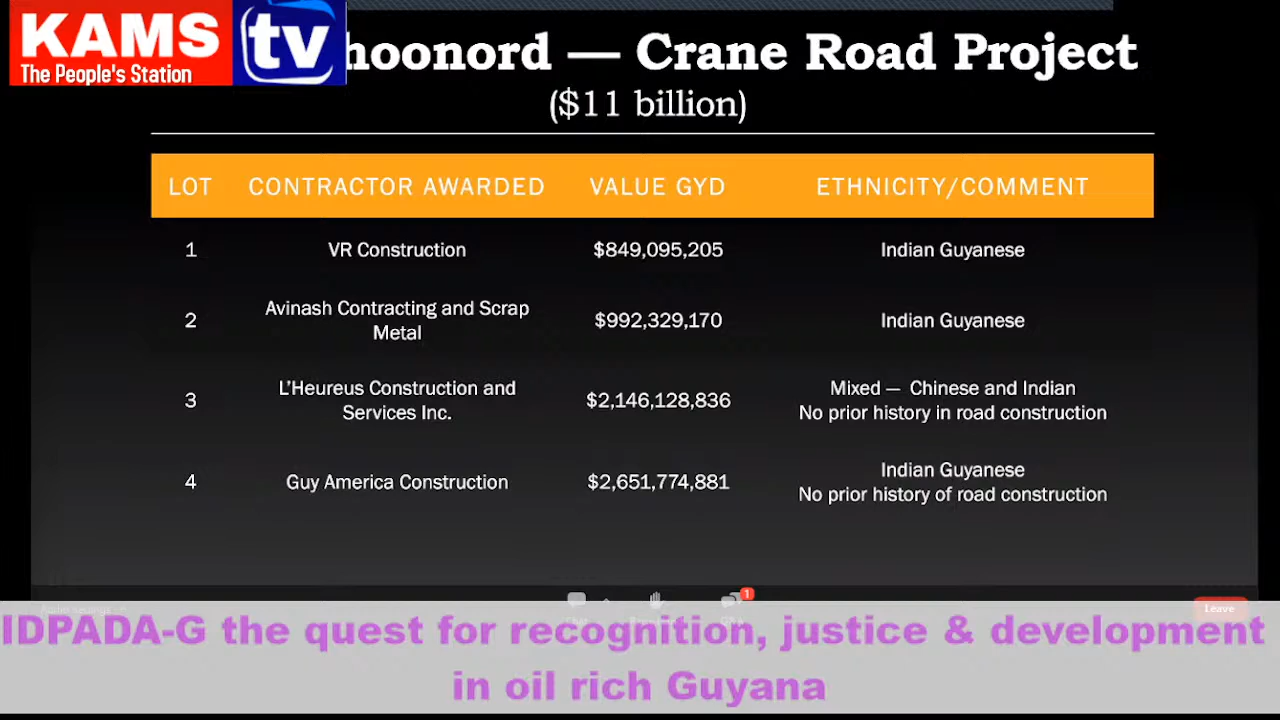 KAMS tv
The People's Station
hoonord — Crane Road Project
($11 billion)
LOT CONTRACTOR AWARDED VALUE GYD ETHNICITY/COMMENT
1 VR Construction $849,095,205 Indian Guyanese
2 Avinash Contracting and Scrap Metal $992,329,170 Indian Guyanese
3 L'Heureus Construction and Services Inc. $2,146,128,836 Mixed — Chinese and Indian
No prior history in road construction
4 Guy America Construction $2,651,774,881 Indian Guyanese
No prior history of road construction
1
Chat Leave
IDPADA-G the quest for recognition, justice & development
in oil rich Guyana